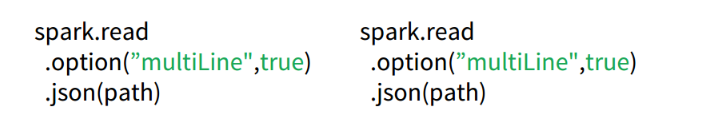 spark.read
.option(”multiLine",true)
.json(path)
spark.read
.option(”multiLine",true)
.json(path)